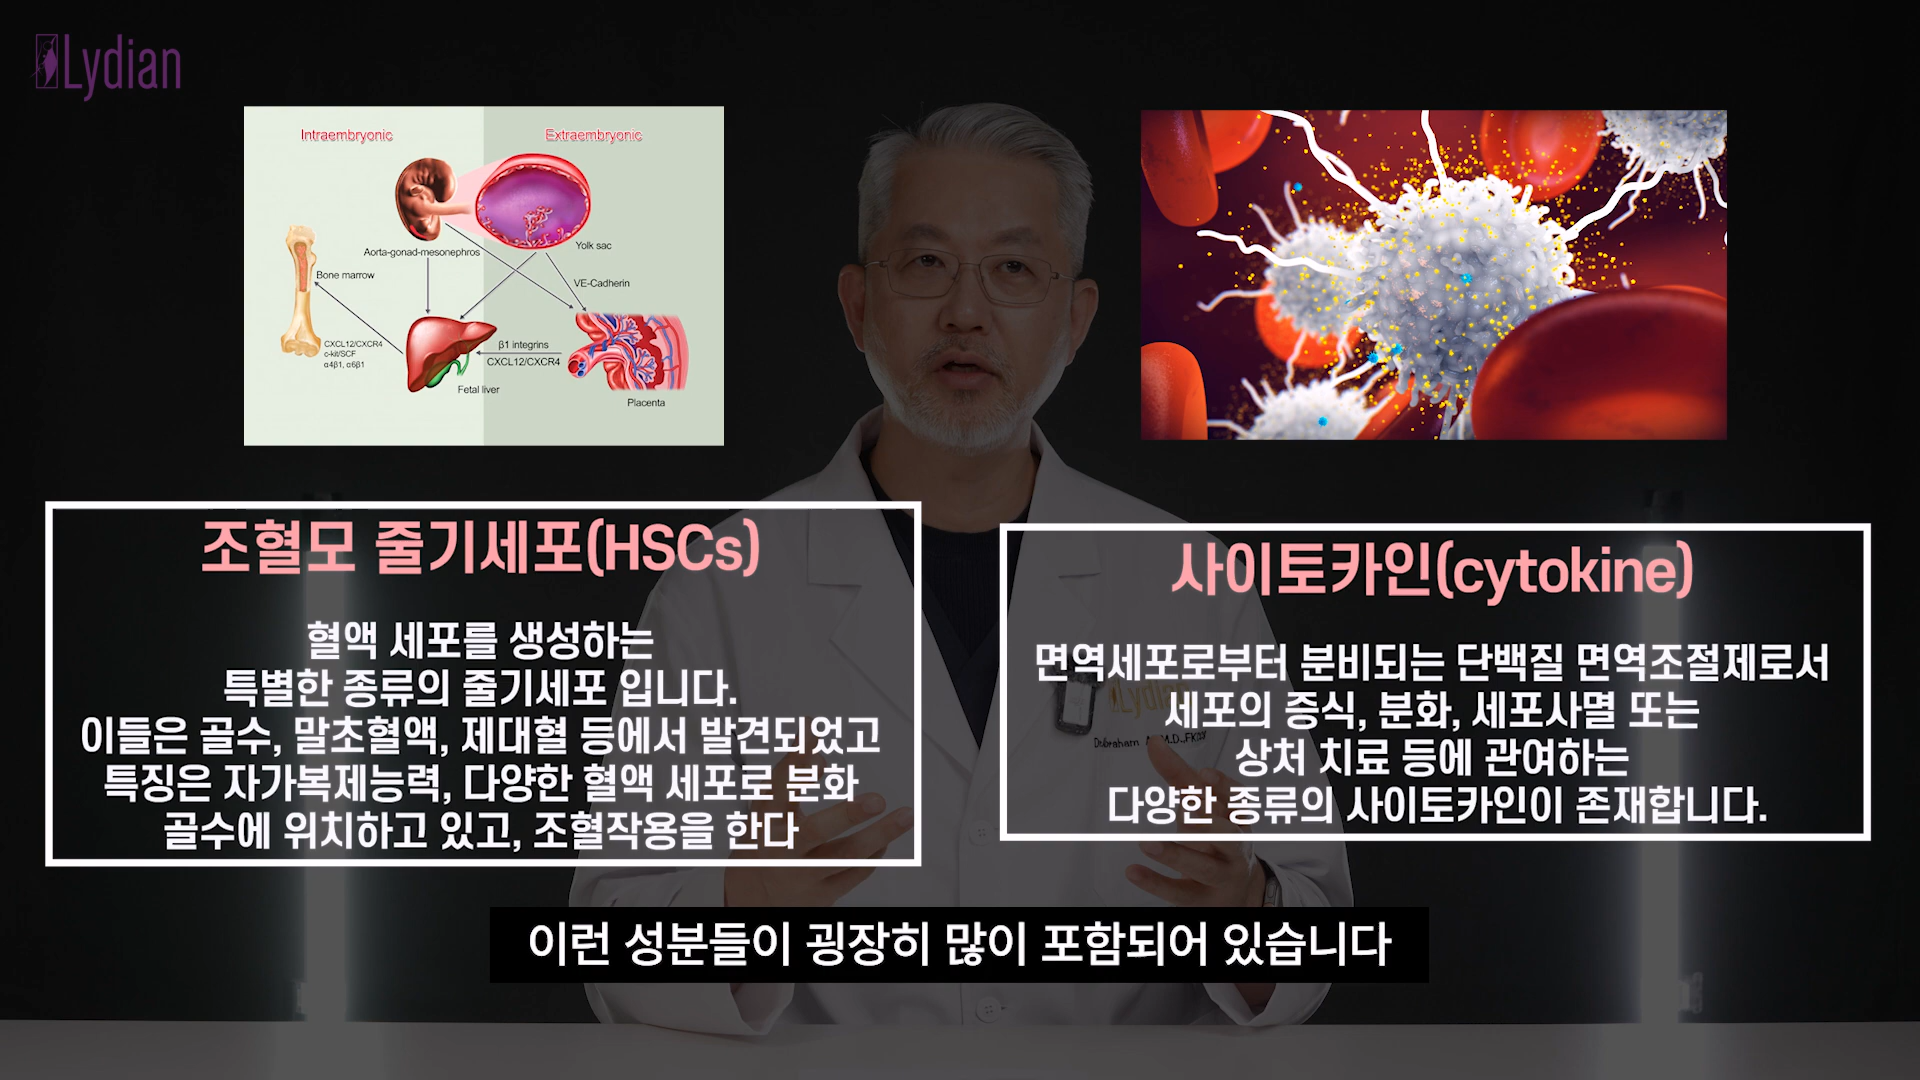 Lydian
Intraembryonic
Extraembryonic
Yolk sac
Aorta-gonad-mesonephros
Bone marrow
VE-Cadherin
CXCL12/CXCR4
c-kit/SCF
α4β1, α6β1
β1 integrins
CXCL12/CXCR4
Fetal liver
Placenta
조혈모 줄기세포(HSCs)
혈액 세포를 생성하는
특별한 종류의 줄기세포 입니다.
이들은 골수, 말초혈액, 제대혈 등에서 발견되었고
특징은 자가복제능력, 다양한 혈액 세포로 분화
골수에 위치하고 있고, 조혈작용을 한다
사이토카인(cytokine)
면역세포로부터 분비되는 단백질 면역조절제로서
세포의 증식, 분화, 세포사멸 또는
상처 치료 등에 관여하는
다양한 종류의 사이토카인이 존재합니다.
Lydian
이런 성분들이 굉장히 많이 포함되어 있습니다